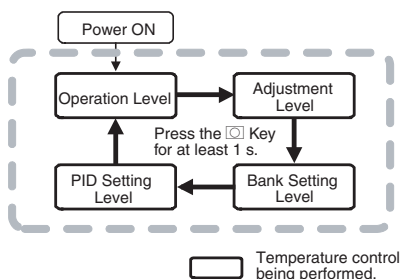 Power ON
Operation Level
Adjustment
Level
Press the Key
for at least 1 s.
PID Setting
Level
Bank Setting
Level
Temperature control
being performed.